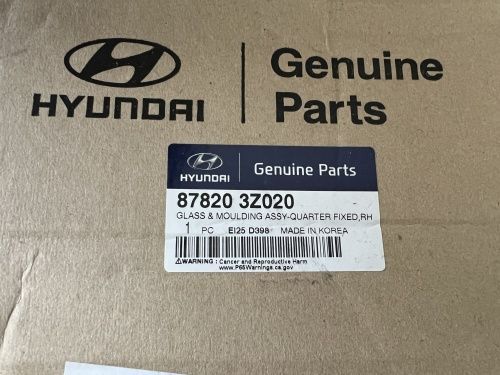 HYUNDAI
Genuine
Parts
HYUNDAI
Genuine Parts
87820 3Z020
GLASS & MOULDING ASSY-QUARTER FIXED,RH
1 PC EI25 D398 MADE IN KOREA
⚠WARNING : Cancer and Reproductive Harm
www.P65Warnings.ca.gov